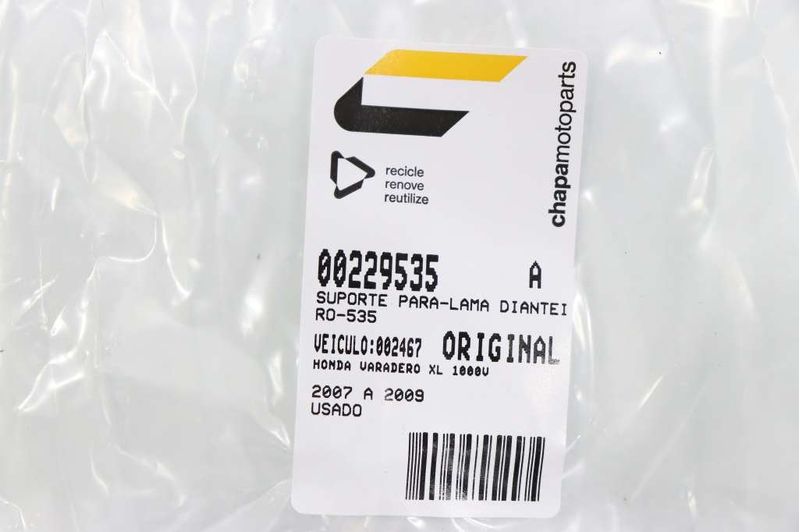 chapamotoparts
recicle
renove
reutilize
00229535 A
SUPORTE PARA-LAMA DIANTEI
RO-535
VEICULO:002467 ORIGINAL
HONDA VARADERO XL 1000V
2007 A 2009
USADO